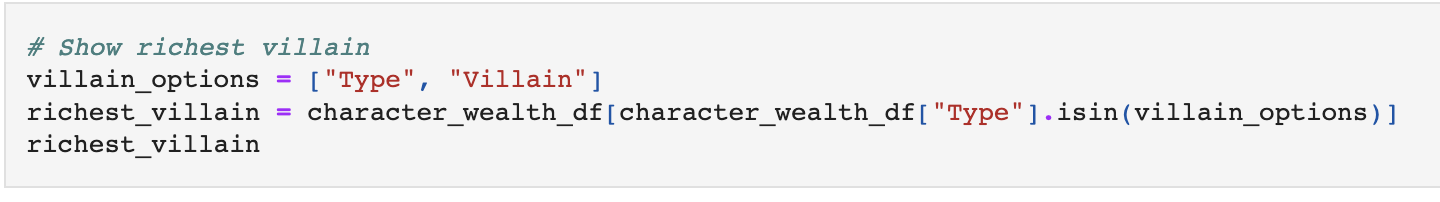 # Show richest villain
villain_options = ["Type", "Villain"]
richest_villain = character_wealth_df[character_wealth_df["Type"].isin(villain_options)]
richest_villain